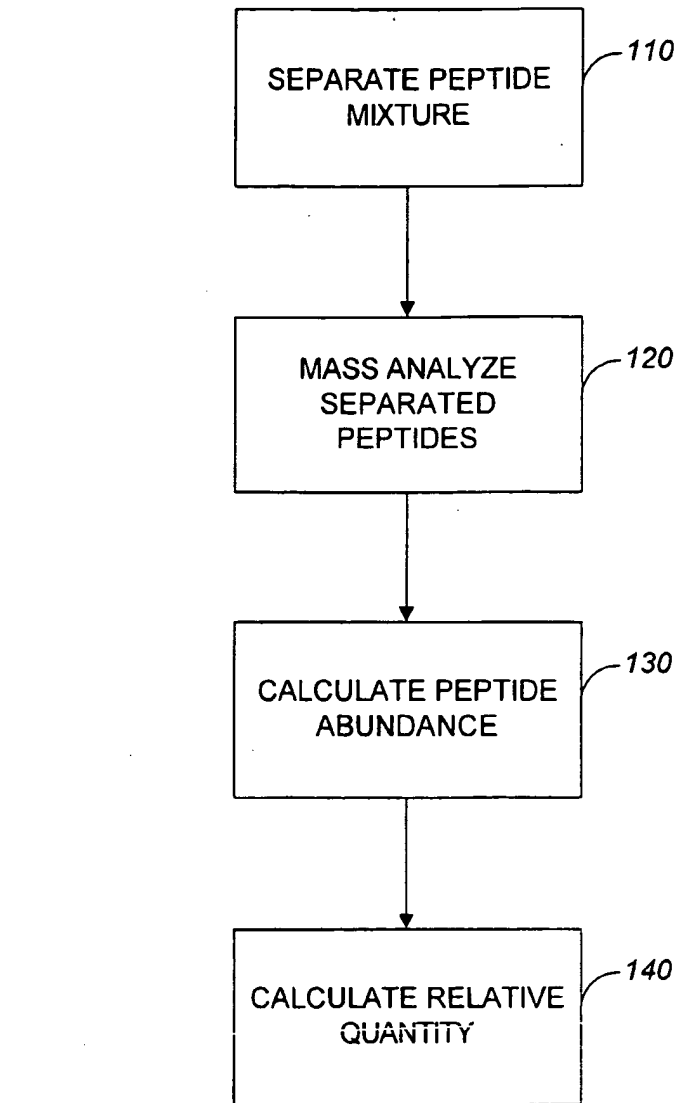 SEPARATE PEPTIDE
MIXTURE
110
MASS ANALYZE
SEPARATED
PEPTIDES
120
CALCULATE PEPTIDE
ABUNDANCE
130
CALCULATE RELATIVE
QUANTITY
140